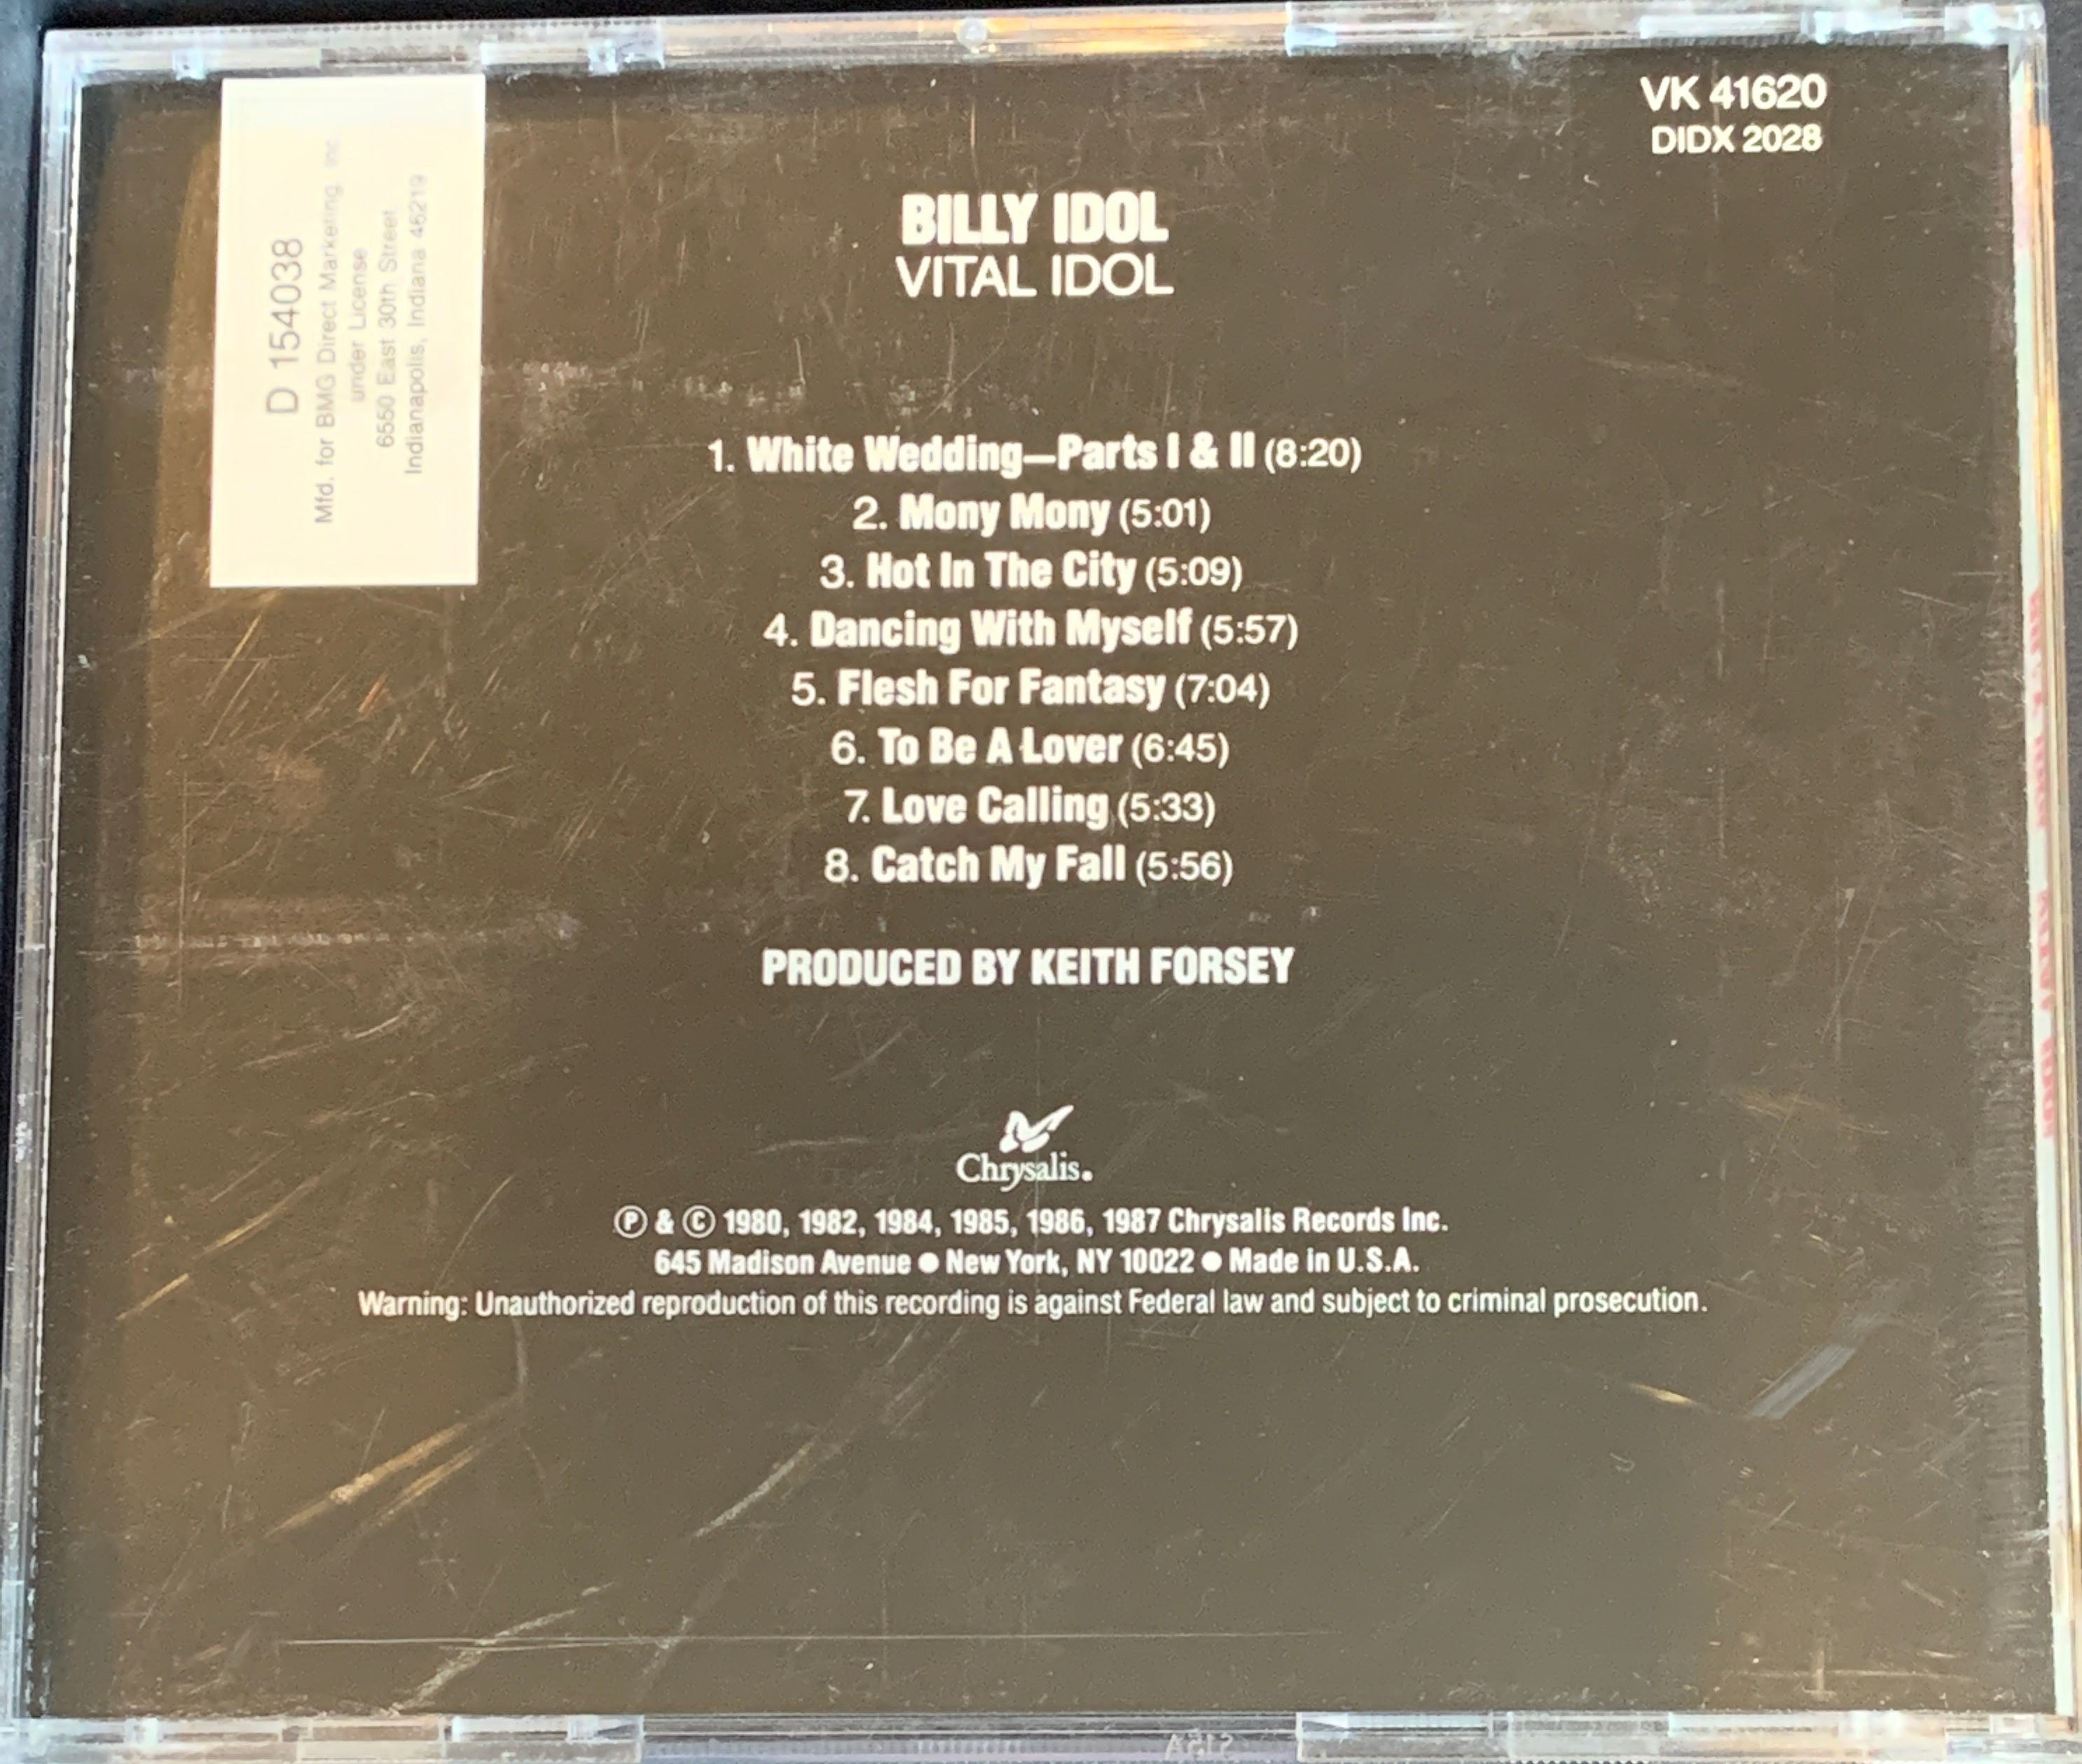 D 154038
Mfd. for BMG Direct Marketing, Inc.
under License
6550 East 30th Street
Indianapolis, Indiana 46219
VK 41620
DIDX 2028
BILLY IDOL
VITAL IDOL
1. White Wedding—Parts I & II (8:20)
2. Mony Mony (5:01)
3. Hot In The City (5:09)
4. Dancing With Myself (5:57)
5. Flesh For Fantasy (7:04)
6. To Be A Lover (6:45)
7. Love Calling (5:33)
8. Catch My Fall (5:56)
PRODUCED BY KEITH FORSEY
Chrysalis.
Ⓟ & © 1980, 1982, 1984, 1985, 1986, 1987 Chrysalis Records Inc.
645 Madison Avenue ● New York, NY 10022 ● Made in U.S.A.
Warning: Unauthorized reproduction of this recording is against Federal law and subject to criminal prosecution.